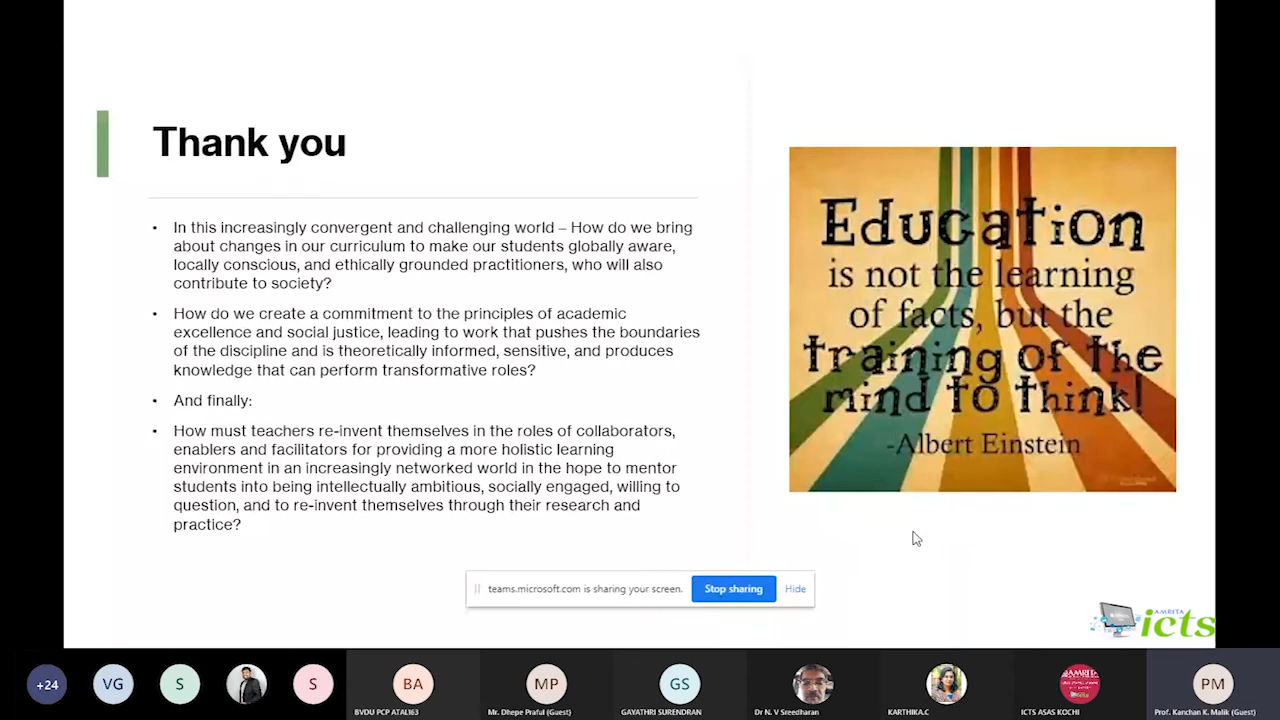 Thank you
• In this increasingly convergent and challenging world – How do we bring
about changes in our curriculum to make our students globally aware,
locally conscious, and ethically grounded practitioners, who will also
contribute to society?
• How do we create a commitment to the principles of academic
excellence and social justice, leading to work that pushes the boundaries
of the discipline and is theoretically informed, sensitive, and produces
knowledge that can perform transformative roles?
• And finally:
• How must teachers re-invent themselves in the roles of collaborators,
enablers and facilitators for providing a more holistic learning
environment in an increasingly networked world in the hope to mentor
students into being intellectually ambitious, socially engaged, willing to
question, and to re-invent themselves through their research and
practice?
Education
is not the learning
of facts, but the
training of the
mind to think!
-Albert Einstein
teams.microsoft.com is sharing your screen. Stop sharing Hide
AMRITA
icts
+24 VG S S BA MP GS AMRITA PM
BVDU PCP ATAL163 Mr. Dhepe Praful (Guest) GAYATHRI SURENDRAN Dr N. V Sreedharan KARTHIKA.C ICTS ASAS KOCHI Prof. Kanchan K. Malik (Guest)